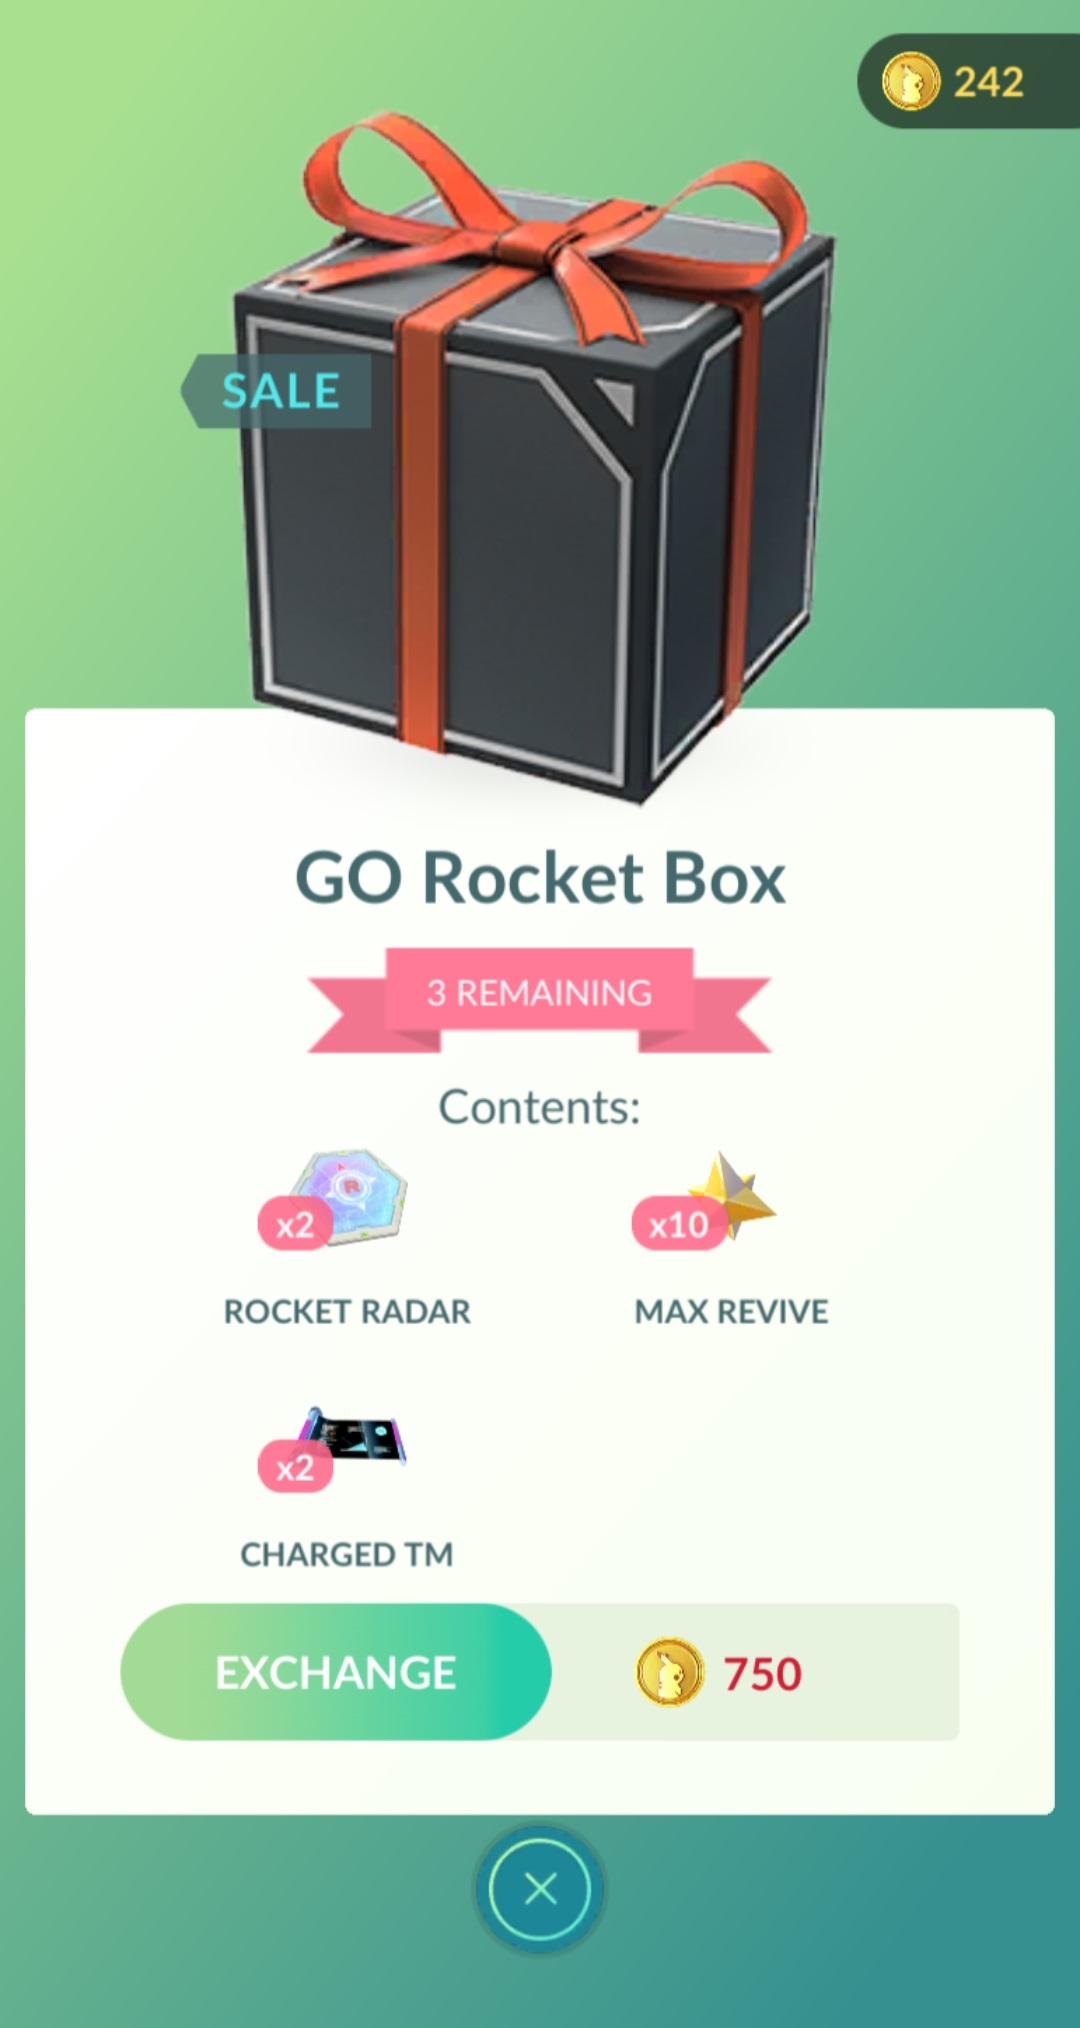 242
SALE
GO Rocket Box
3 REMAINING
Contents:
x2
x10
ROCKET RADAR
MAX REVIVE
x2
CHARGED TM
EXCHANGE
750